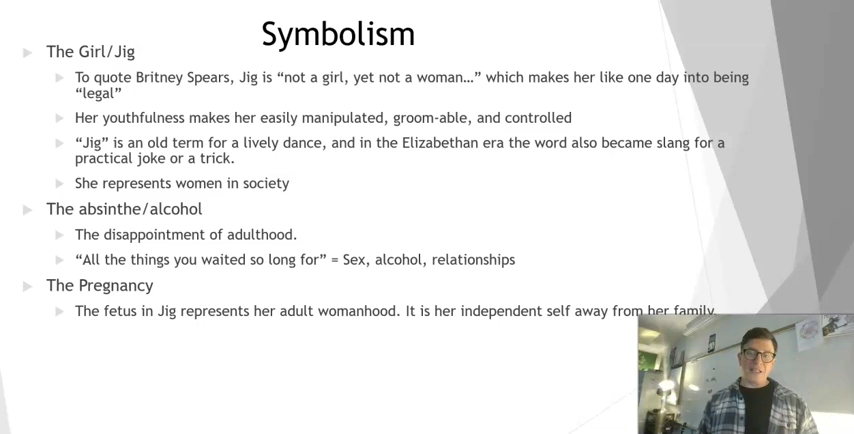 Symbolism
The Girl/Jig
To quote Britney Spears, Jig is “not a girl, yet not a woman…” which makes her like one day into being
“legal”
Her youthfulness makes her easily manipulated, groom-able, and controlled
“Jig” is an old term for a lively dance, and in the Elizabethan era the word also became slang for a
practical joke or a trick.
She represents women in society
The absinthe/alcohol
The disappointment of adulthood.
“All the things you waited so long for” = Sex, alcohol, relationships
The Pregnancy
The fetus in Jig represents her adult womanhood. It is her independent self away from her family.